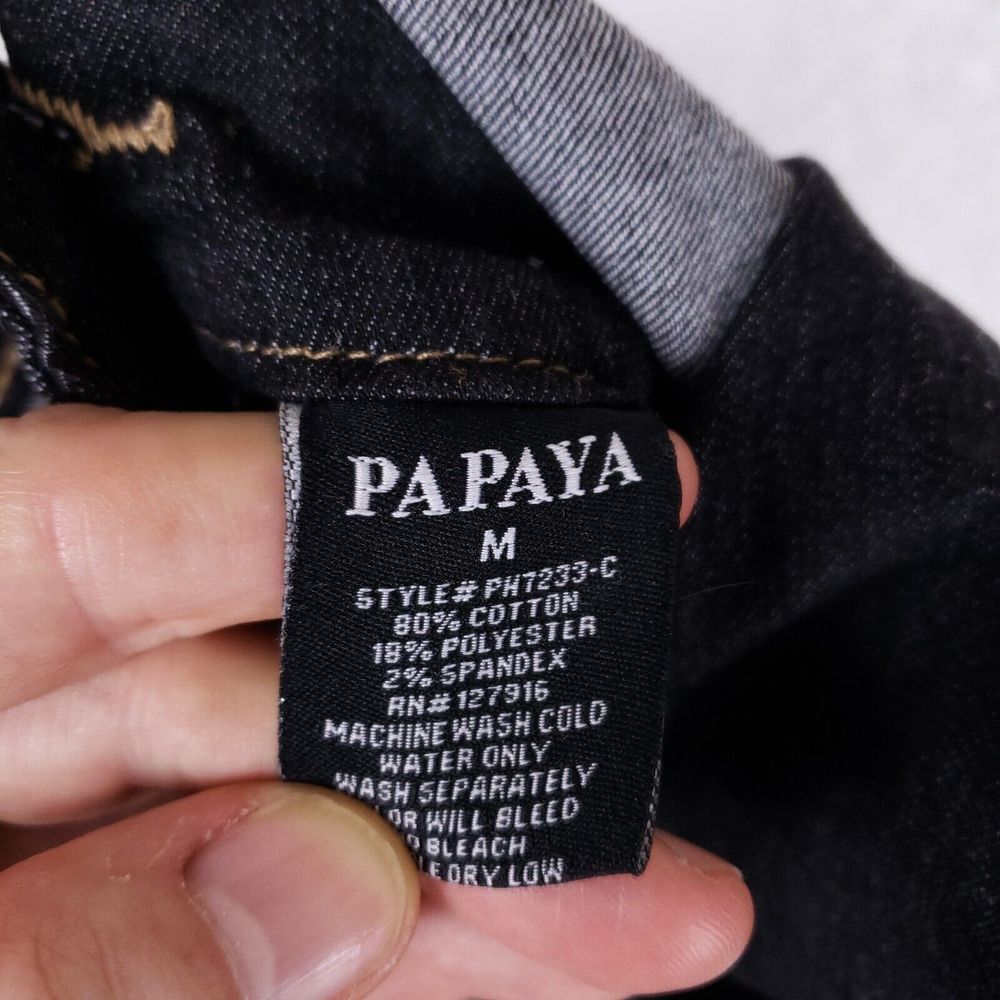 PAPAYA
M
STYLE# PH7233-C
80% COTTON
18% POLYESTER
2% SPANDEX
RN# 127916
MACHINE WASH COLD
WATER ONLY
WASH SEPARATELY
WILL BLEED
BLEACH
DRY LOW